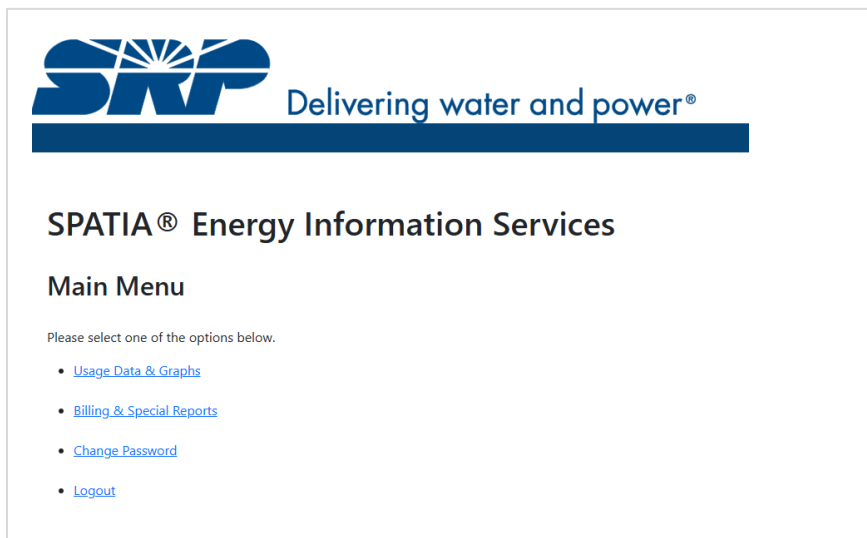 SRP Delivering water and power®
SPATIA® Energy Information Services
Main Menu
Please select one of the options below.
Usage Data & Graphs
Billing & Special Reports
Change Password
Logout